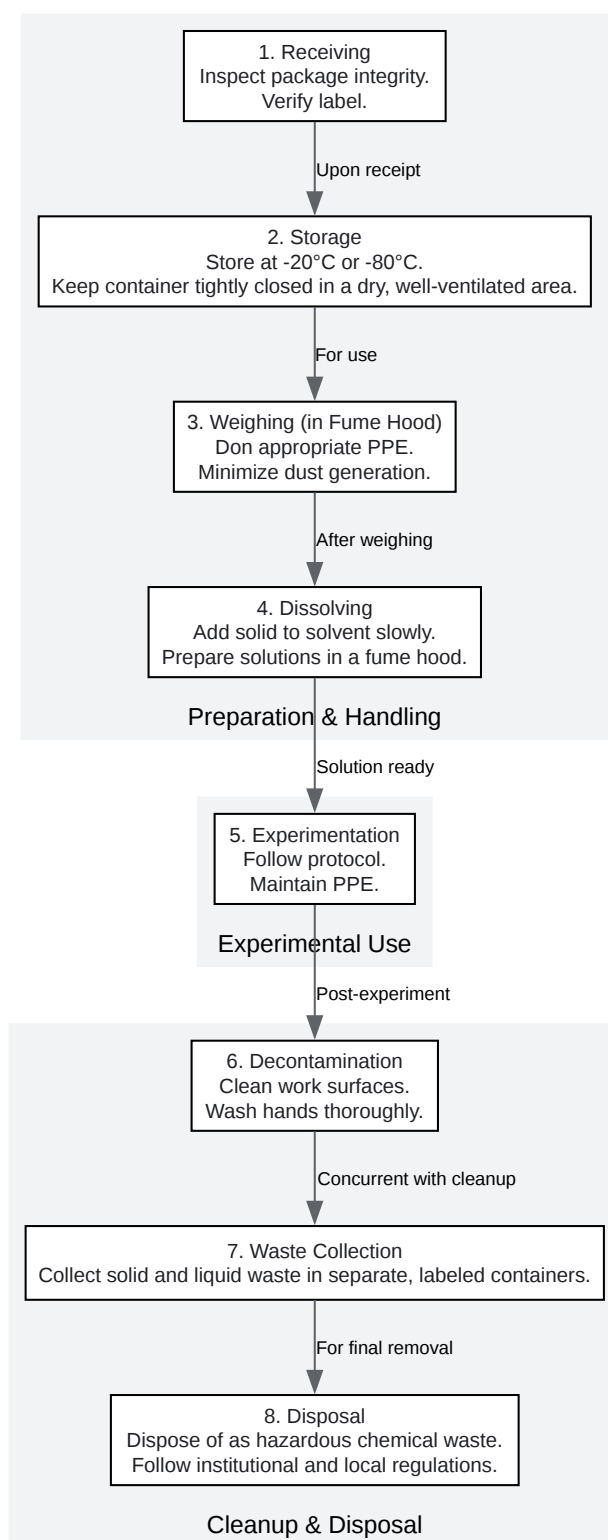 1. Receiving
Inspect package integrity.
Verify label.
Upon receipt
2. Storage
Store at -20°C or -80°C.
Keep container tightly closed in a dry, well-ventilated area.
For use
3. Weighing (in Fume Hood)
Don appropriate PPE.
Minimize dust generation.
After weighing
4. Dissolving
Add solid to solvent slowly.
Prepare solutions in a fume hood.
Preparation & Handling
Solution ready
5. Experimentation
Follow protocol.
Maintain PPE.
Experimental Use
Post-experiment
6. Decontamination
Clean work surfaces.
Wash hands thoroughly.
Concurrent with cleanup
7. Waste Collection
Collect solid and liquid waste in separate, labeled containers.
For final removal
8. Disposal
Dispose of as hazardous chemical waste.
Follow institutional and local regulations.
Cleanup & Disposal